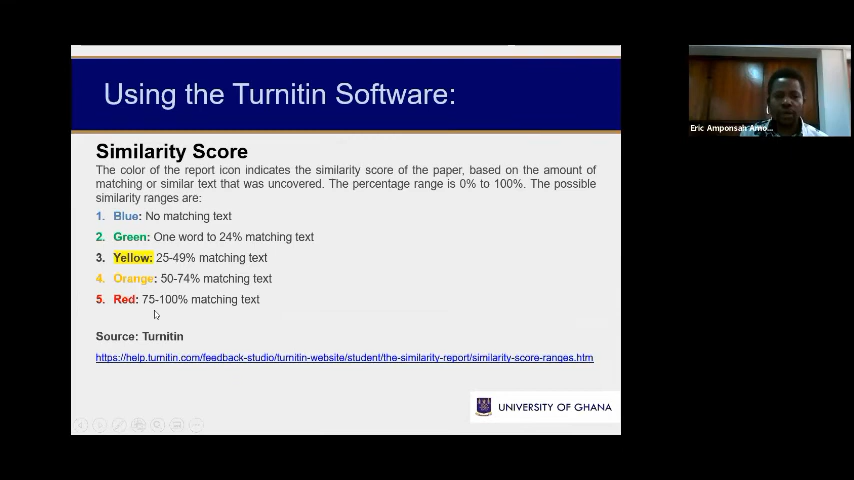 Using the Turnitin Software:
Similarity Score
The color of the report icon indicates the similarity score of the paper, based on the amount of
matching or similar text that was uncovered. The percentage range is 0% to 100%. The possible
similarity ranges are:
1. Blue: No matching text
2. Green: One word to 24% matching text
3. Yellow: 25-49% matching text
4. Orange: 50-74% matching text
5. Red: 75-100% matching text
Source: Turnitin
https://help.turnitin.com/feedback-studio/turnitin-website/student/the-similarity-report/similarity-score-ranges.htm
UNIVERSITY OF GHANA
Eric Amponsah Amo...